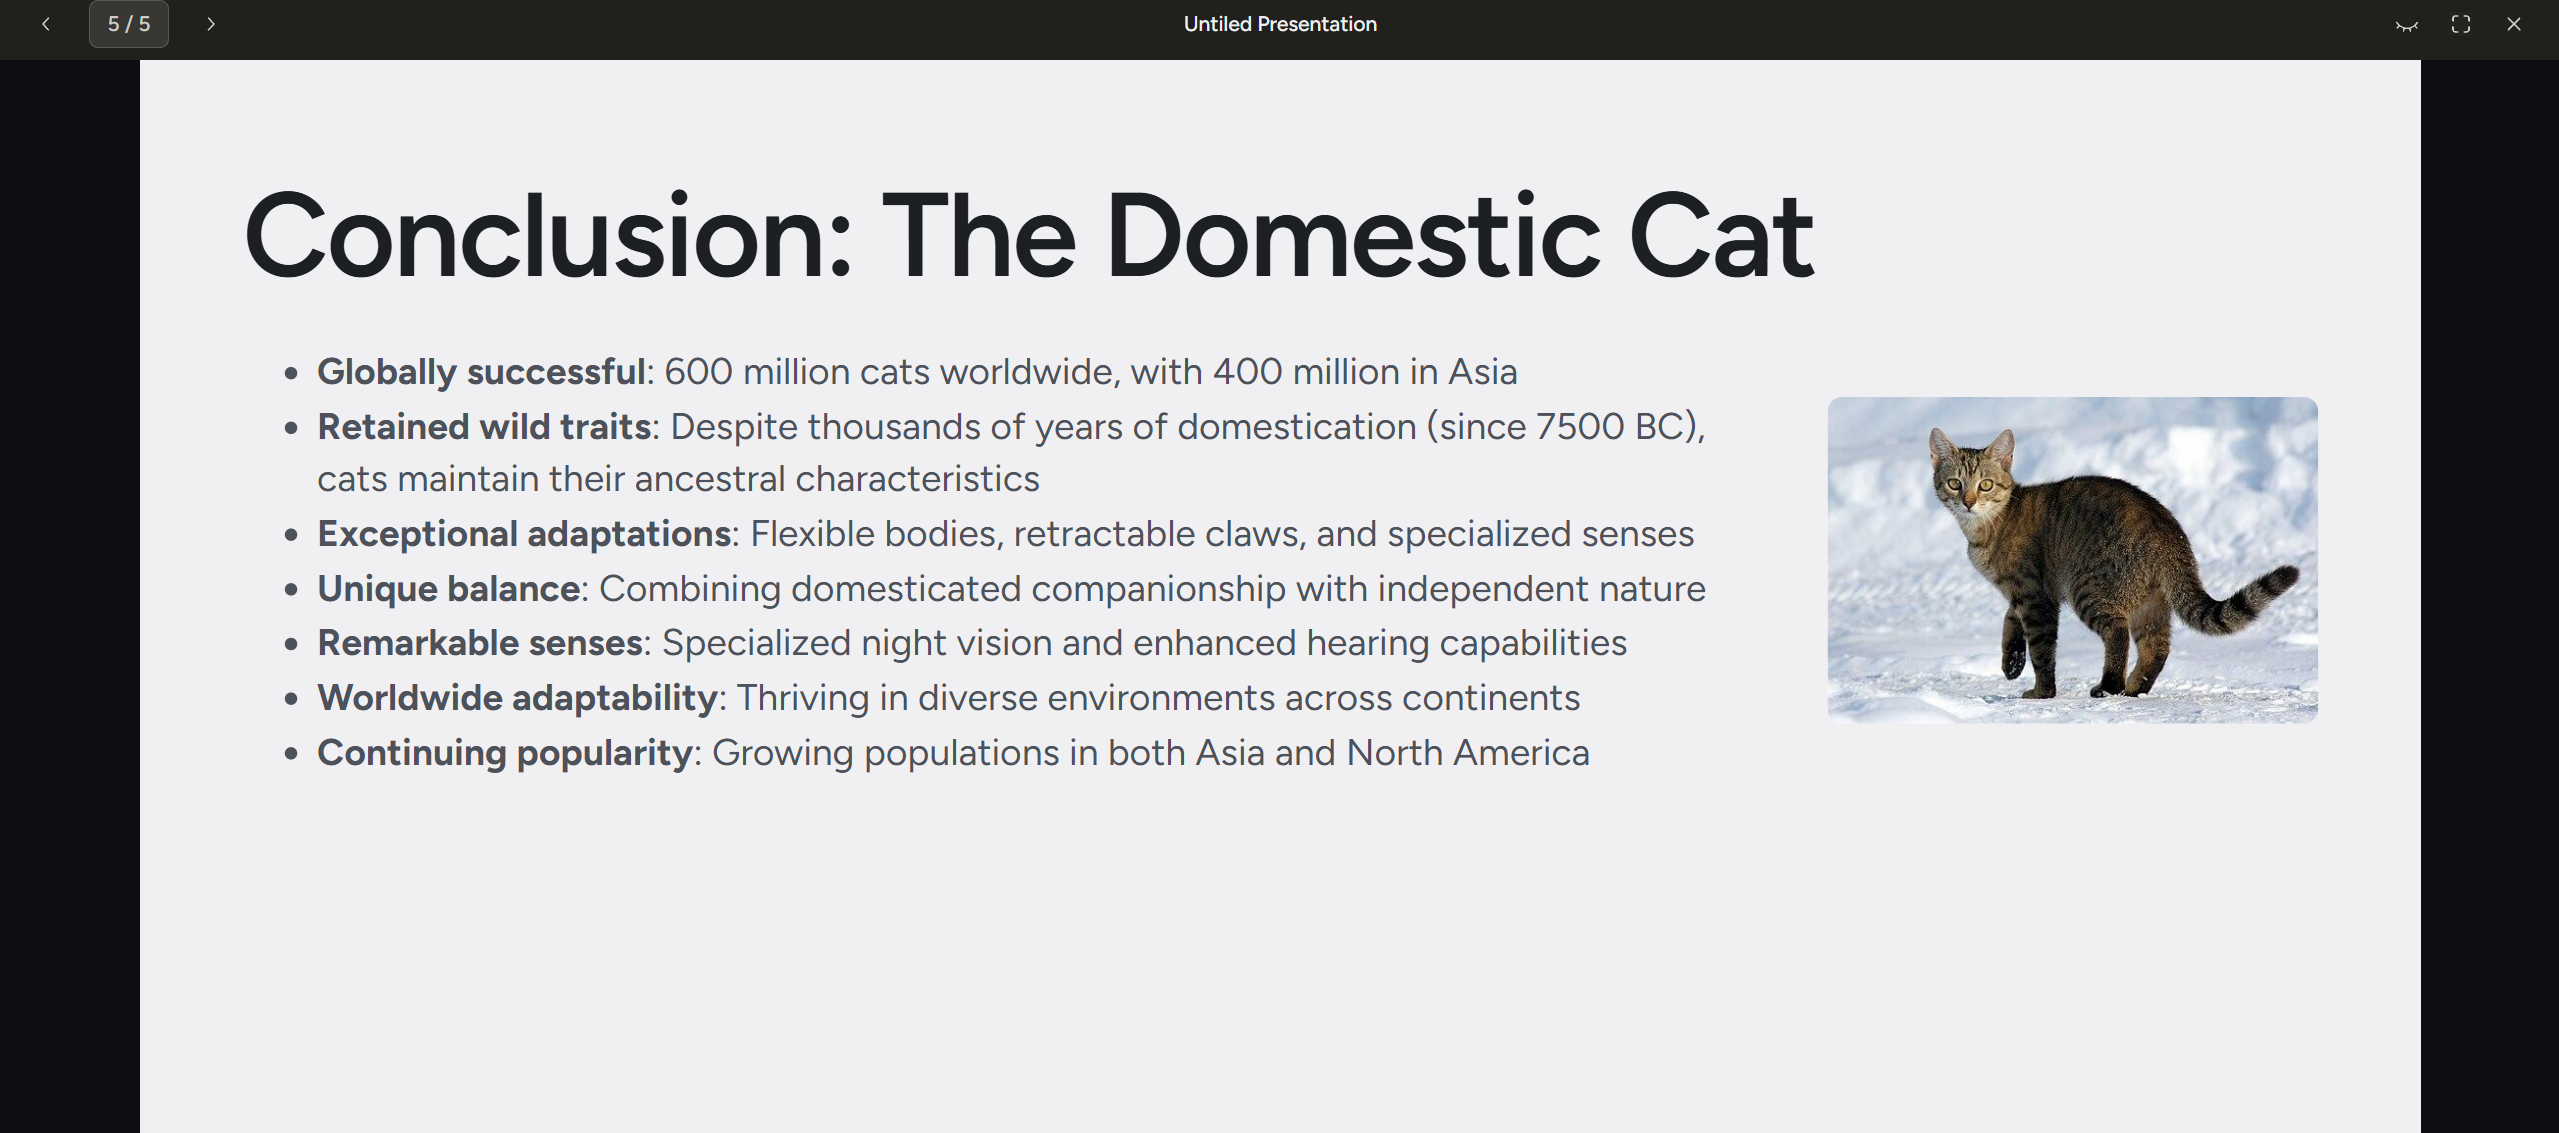 5 / 5
Untiled Presentation
Conclusion: The Domestic Cat
• Globally successful: 600 million cats worldwide, with 400 million in Asia
• Retained wild traits: Despite thousands of years of domestication (since 7500 BC),
cats maintain their ancestral characteristics
• Exceptional adaptations: Flexible bodies, retractable claws, and specialized senses
• Unique balance: Combining domesticated companionship with independent nature
• Remarkable senses: Specialized night vision and enhanced hearing capabilities
• Worldwide adaptability: Thriving in diverse environments across continents
• Continuing popularity: Growing populations in both Asia and North America